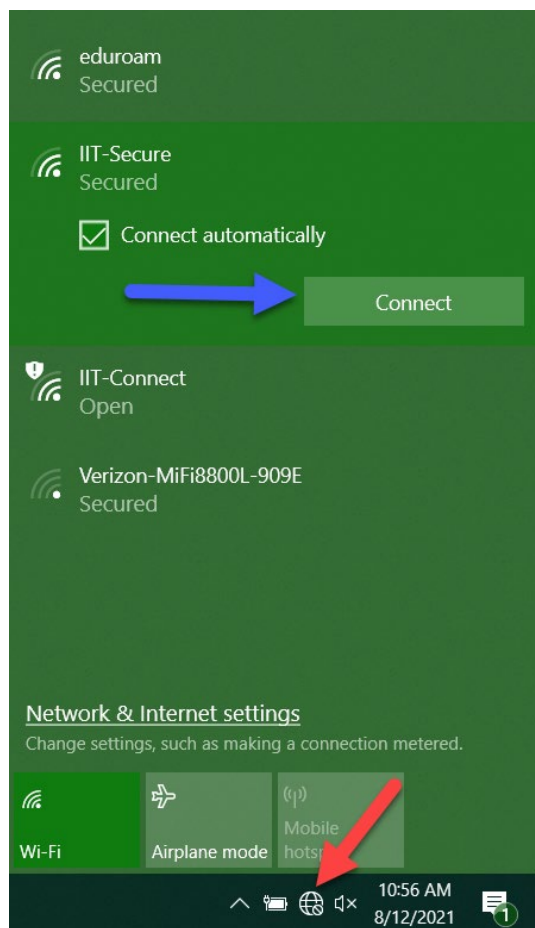 eduroam
Secured
IIT-Secure
Secured
Connect automatically
Connect
IIT-Connect
Open
Verizon-MiFi8800L-909E
Secured
Network & Internet settings
Change settings, such as making a connection metered.
Mobile
Wi-Fi Airplane mode
10:56 AM
8/12/2021
1